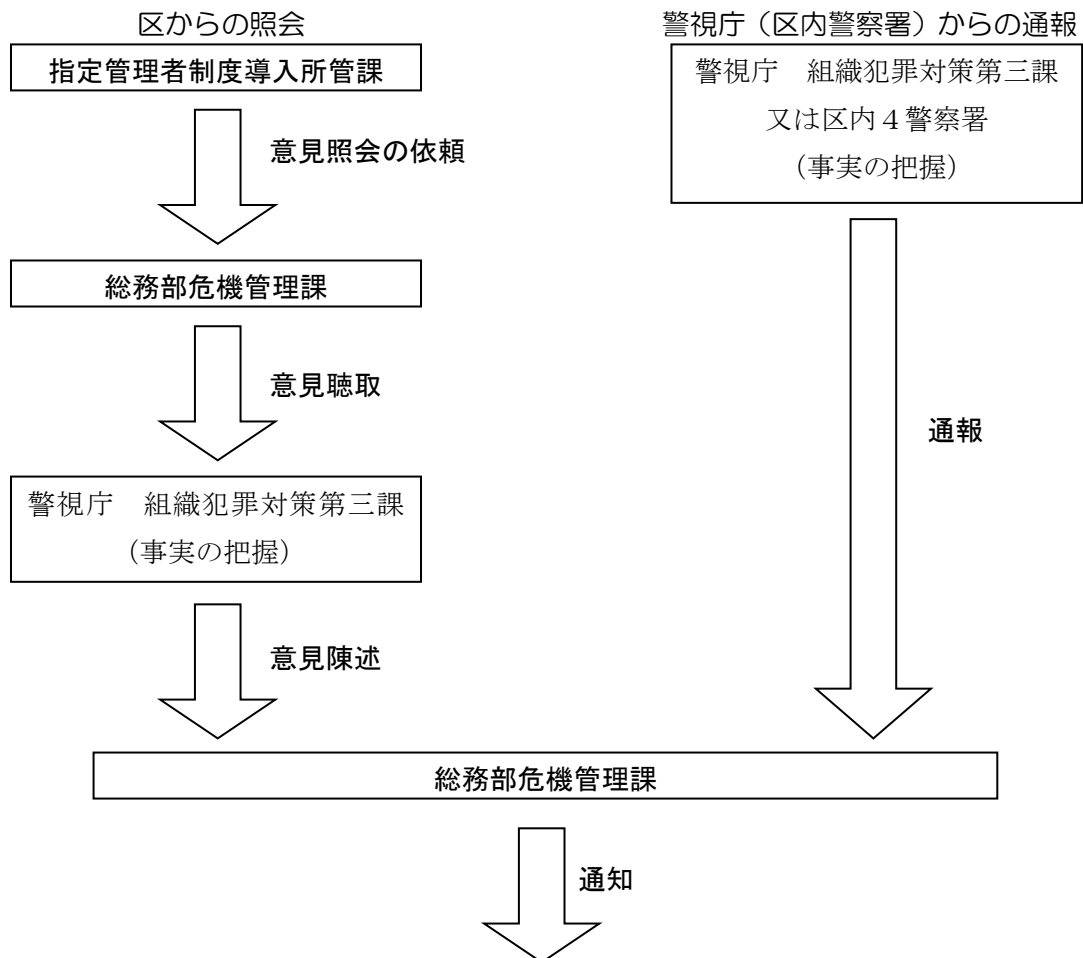 区からの照会
指定管理者制度導入所管課
意見照会の依頼
総務部危機管理課
意見聴取
警視庁　組織犯罪対策第三課
（事実の把握）
意見陳述
警視庁（区内警察署）からの通報
警視庁　組織犯罪対策第三課
又は区内４警察署
（事実の把握）
通報
総務部危機管理課
通知